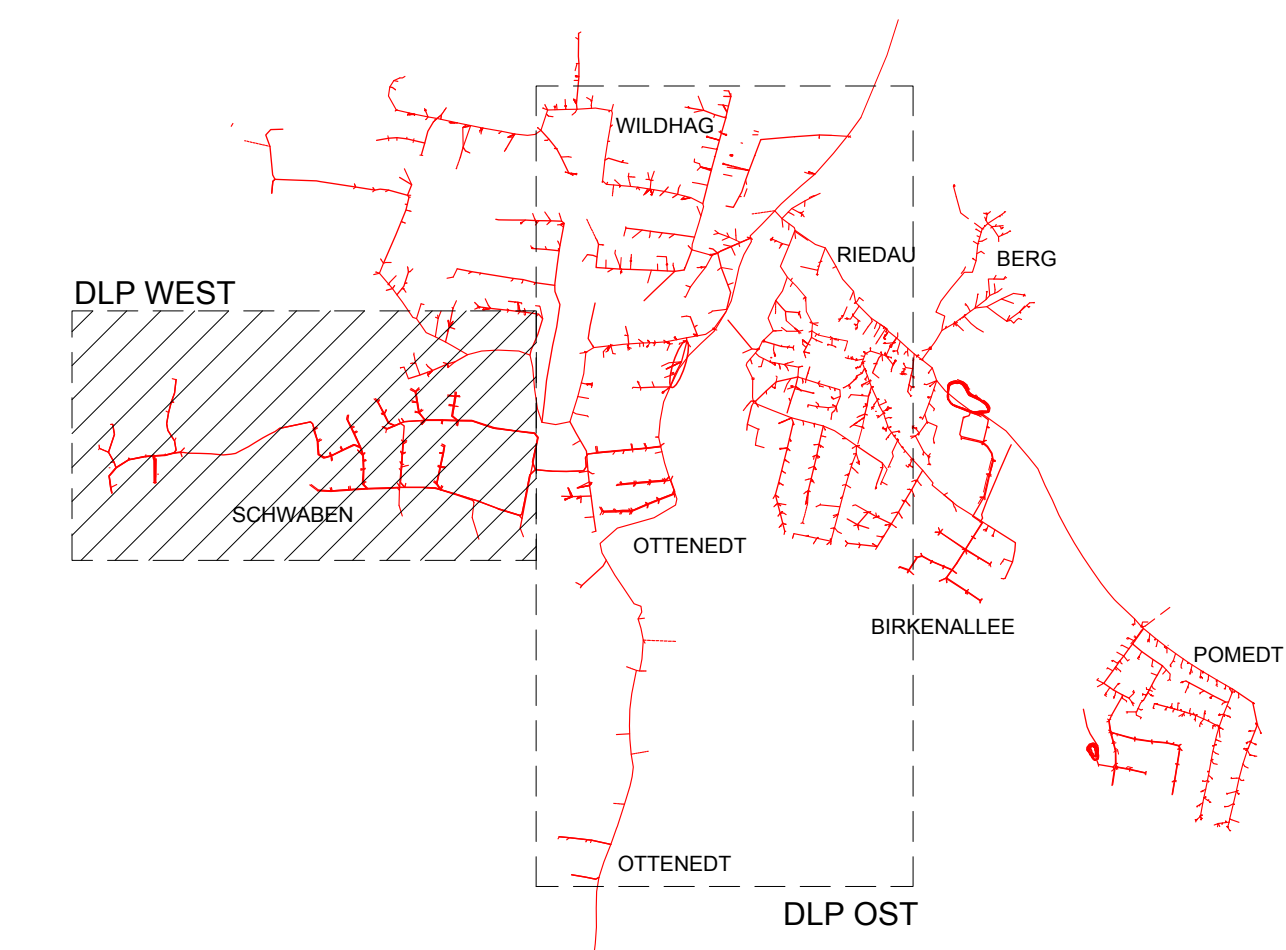 WILDHAG
RIEDAU
BERG
DLP WEST
SCHWABEN
OTTENEDT
BIRKENALLEE
POMEDT
OTTENEDT
DLP OST